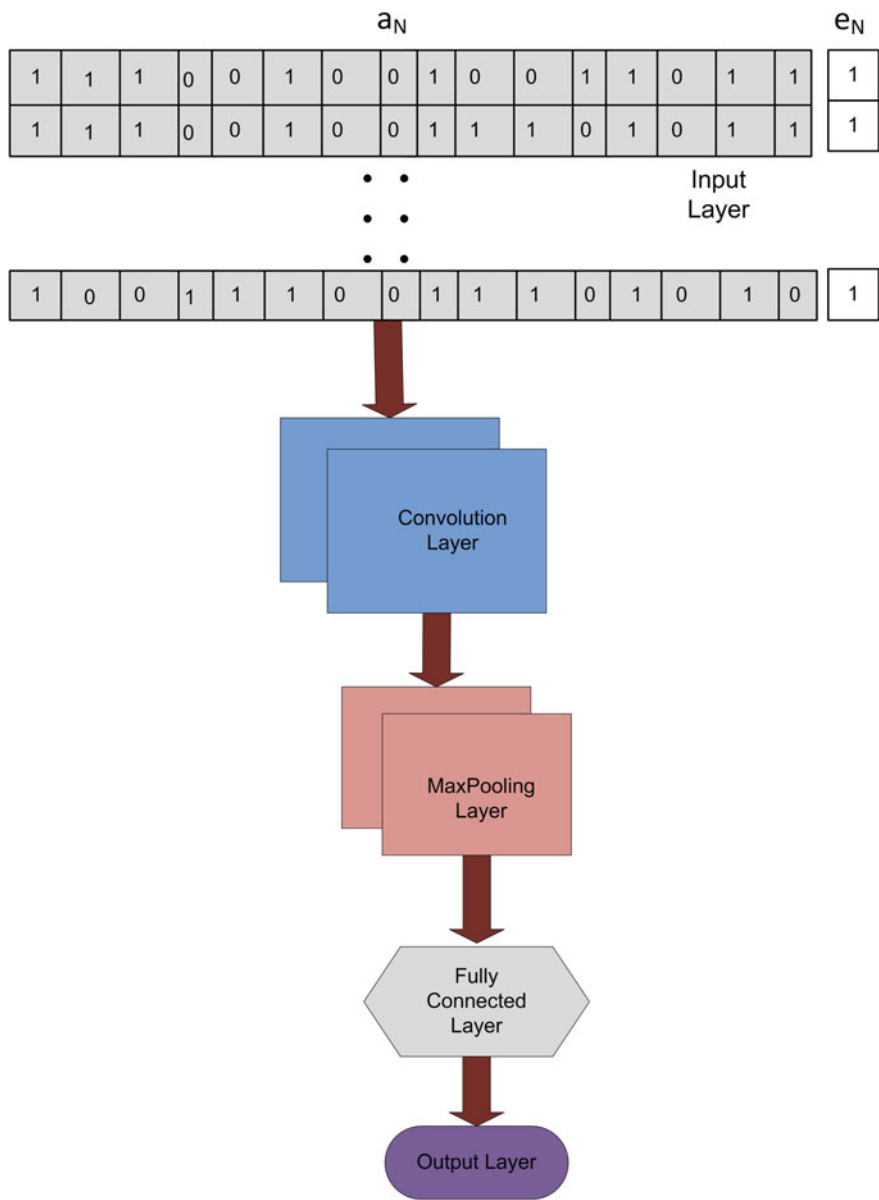 a_N e_N
1 1 1 0 0 1 0 0 1 0 0 1 1 0 1 1 1
1 1 1 0 0 1 0 0 1 1 1 0 1 0 1 1 1
Input
Layer
1 0 0 1 1 1 0 0 1 1 1 0 1 0 1 0 1
Convolution
Layer
MaxPooling
Layer
Fully
Connected
Layer
Output Layer